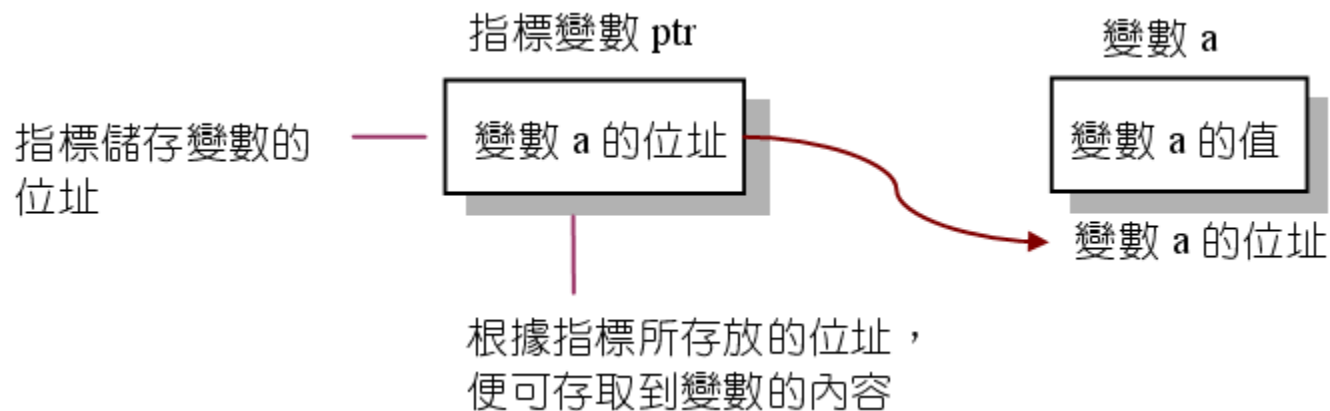 指標變數 ptr
變數 a
指標儲存變數的
位址
變數 a 的位址
變數 a 的值
變數 a 的位址
根據指標所存放的位址，
便可存取到變數的內容